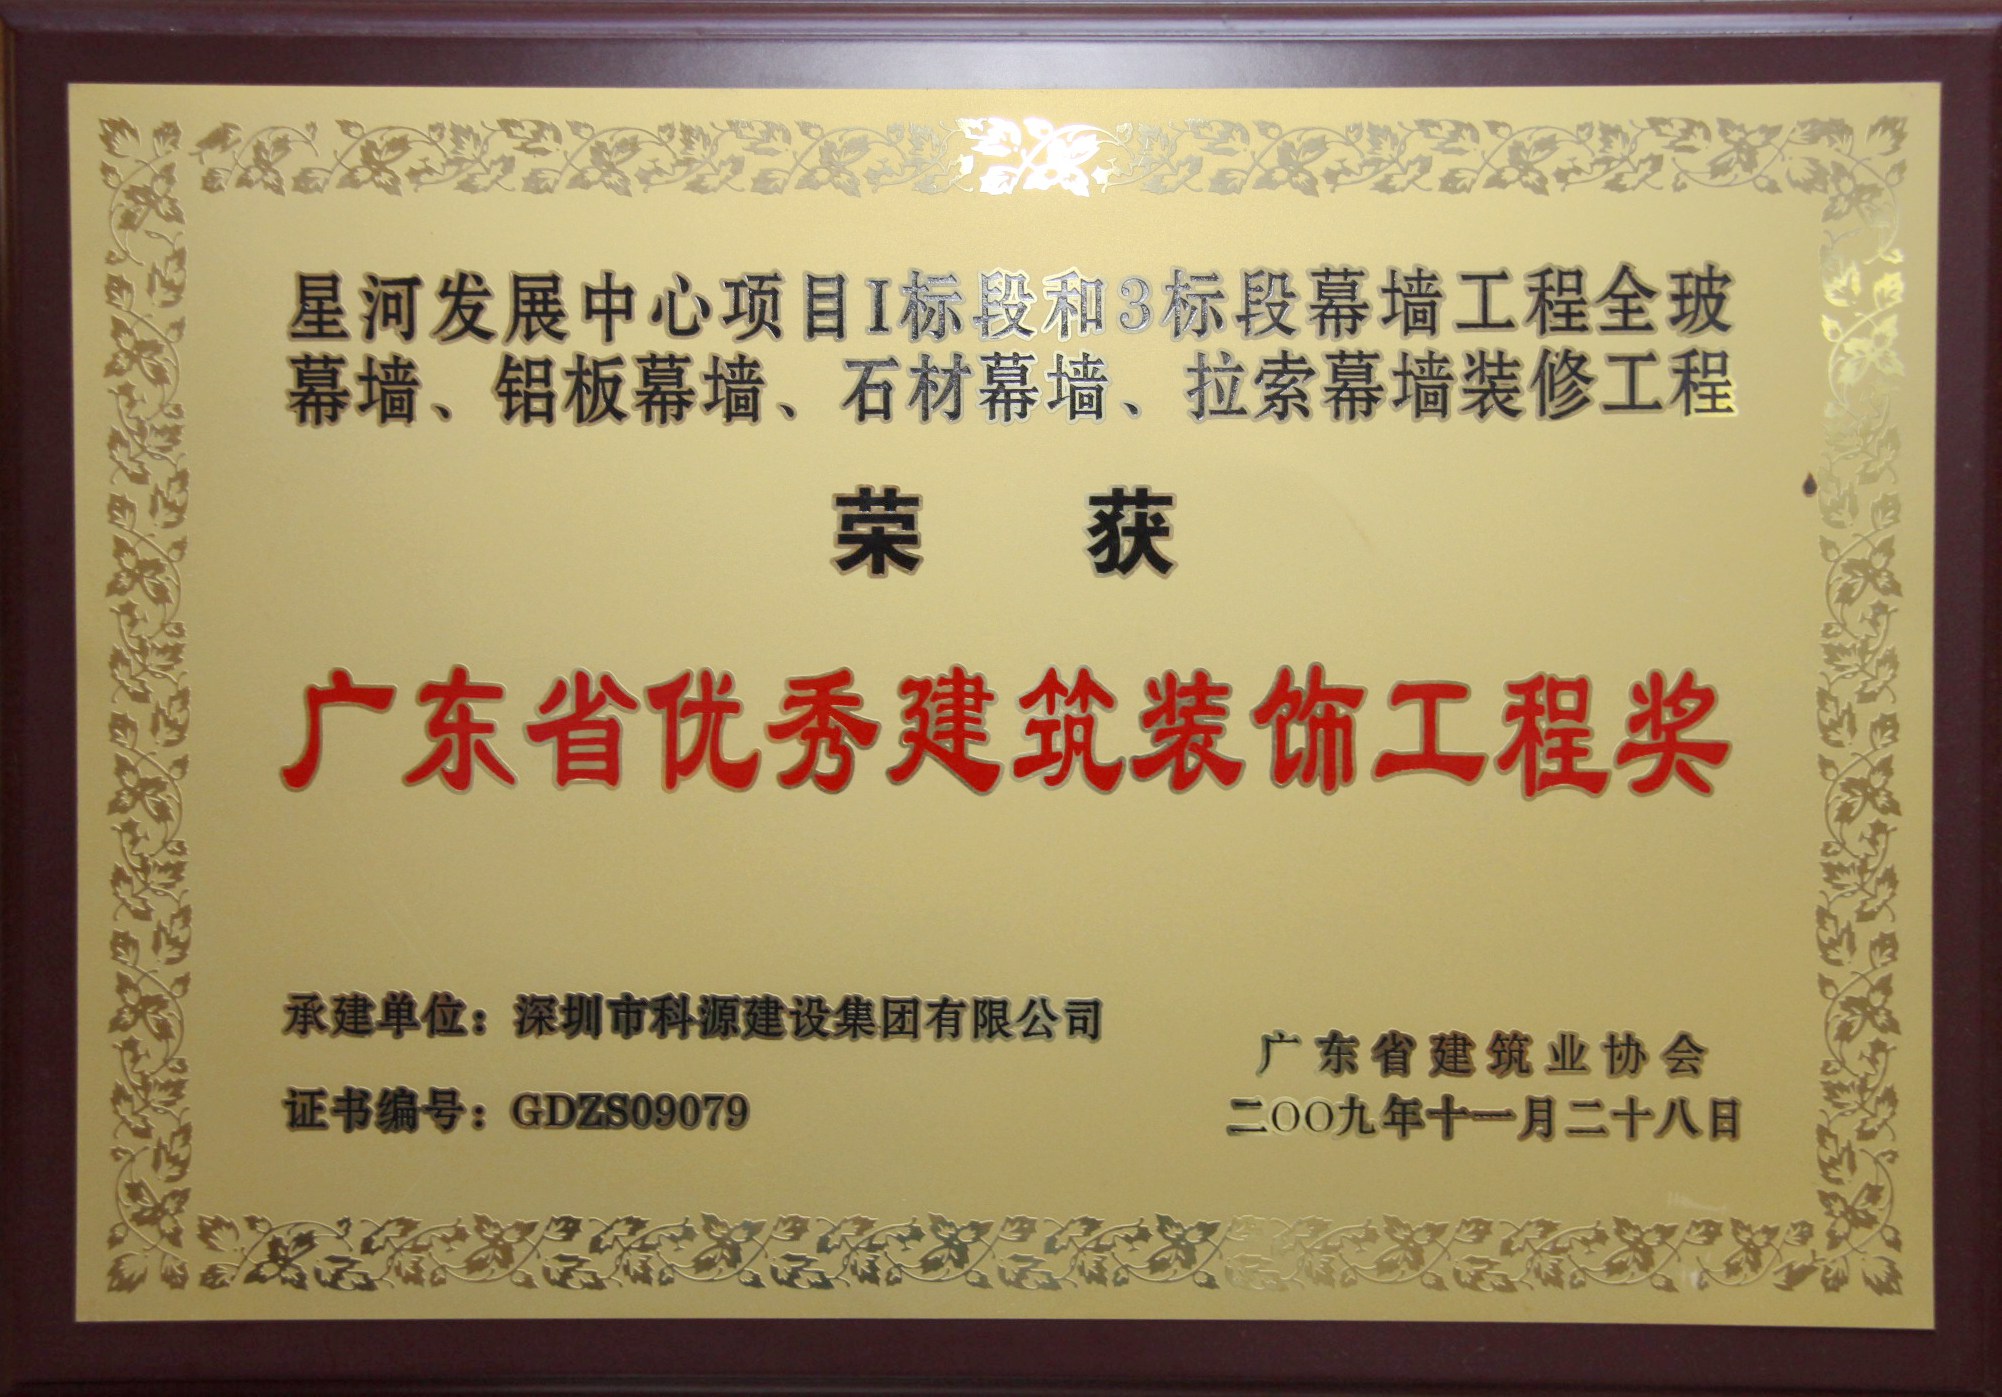 星河发展中心项目1标段和3标段幕墙工程全玻
幕墙、铝板幕墙、石材幕墙、拉索幕墙装修工程
荣 获
广东省优秀建筑装饰工程奖
承建单位：深圳市科源建设集团有限公司
证书编号：GDZS09079
广东省建筑业协会
二〇〇九年十一月二十八日